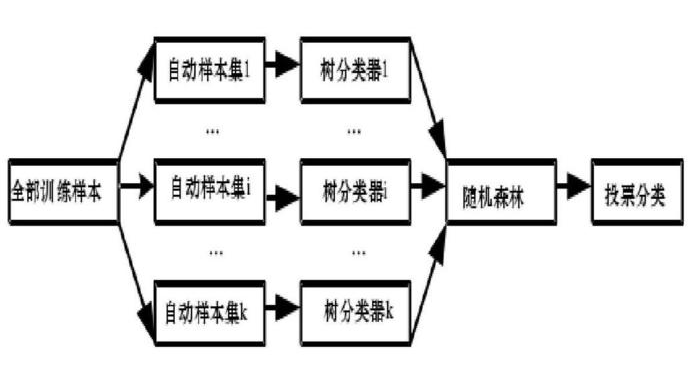 自动样本集1
树分类器1
...
...
全部训练样本
自动样本集i
树分类器i
随机森林
投票分类
...
...
自动样本集k
树分类器k